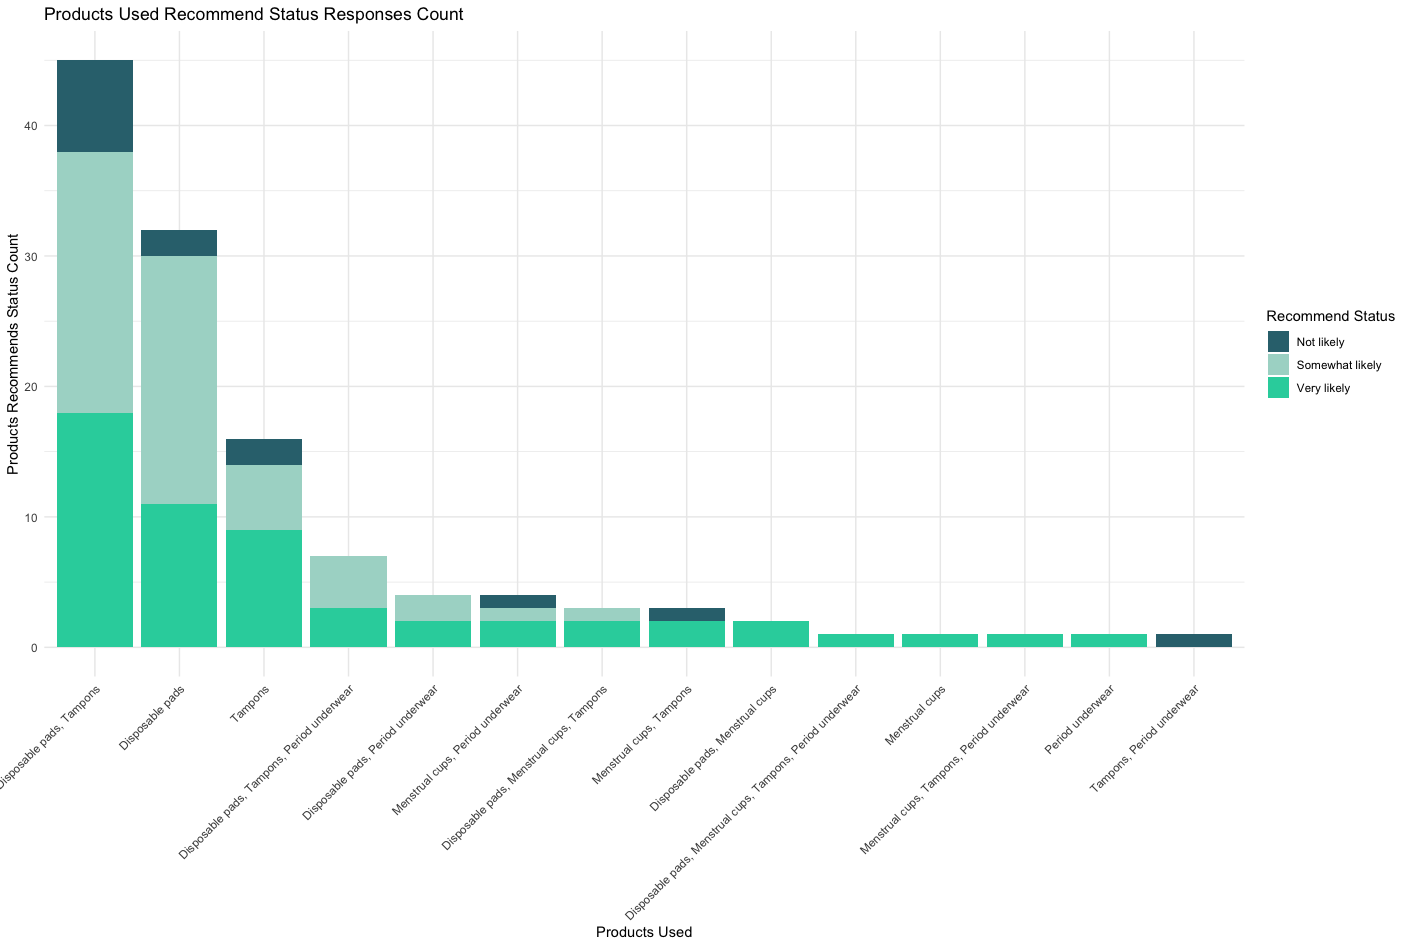 Products Used Recommend Status Responses Count
Products Recommends Status Count
40
30
20
10
0
Disposable pads, Tampons
Disposable pads
Tampons
Disposable pads, Tampons, Period underwear
Disposable pads, Period underwear
Menstrual cups, Period underwear
Disposable pads, Menstrual cups, Tampons
Menstrual cups, Tampons
Disposable pads, Menstrual cups
Disposable pads, Menstrual cups, Tampons, Period underwear
Menstrual cups
Menstrual cups, Tampons, Period underwear
Period underwear
Tampons, Period underwear
Products Used
Recommend Status
Not likely
Somewhat likely
Very likely